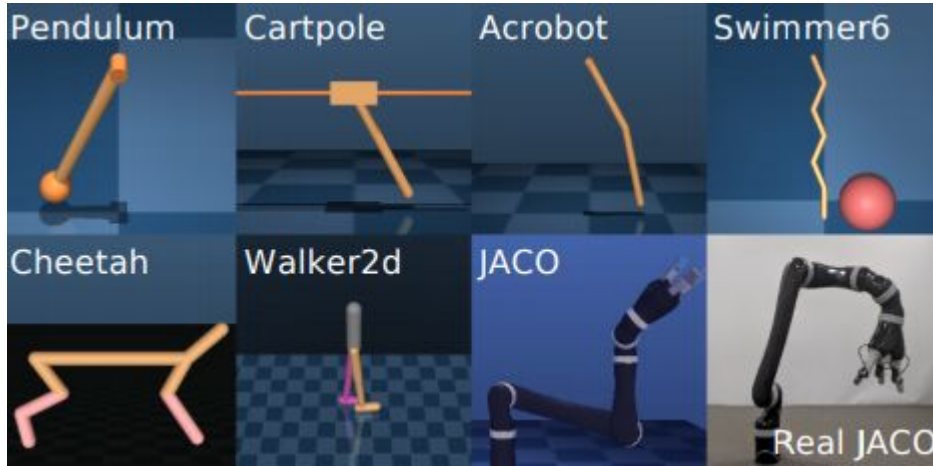 Pendulum
Cartpole
Acrobot
Swimmer6
Cheetah
Walker2d
JACO
Real JACO